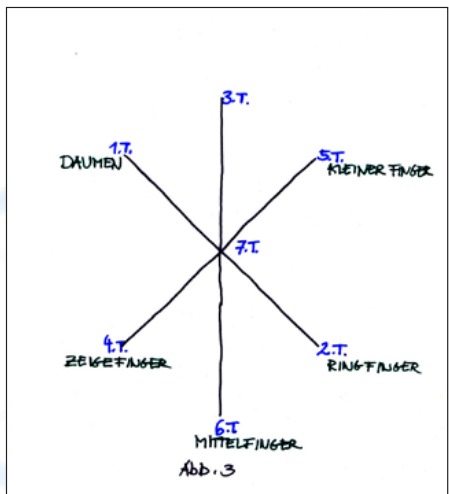 3.T.
1.T.
DAUMEN
5.T.
KLEINER FINGER
7.T.
4.T.
ZEIGEFINGER
2.T.
RINGFINGER
6.T
MITTELFINGER
Abb. 3